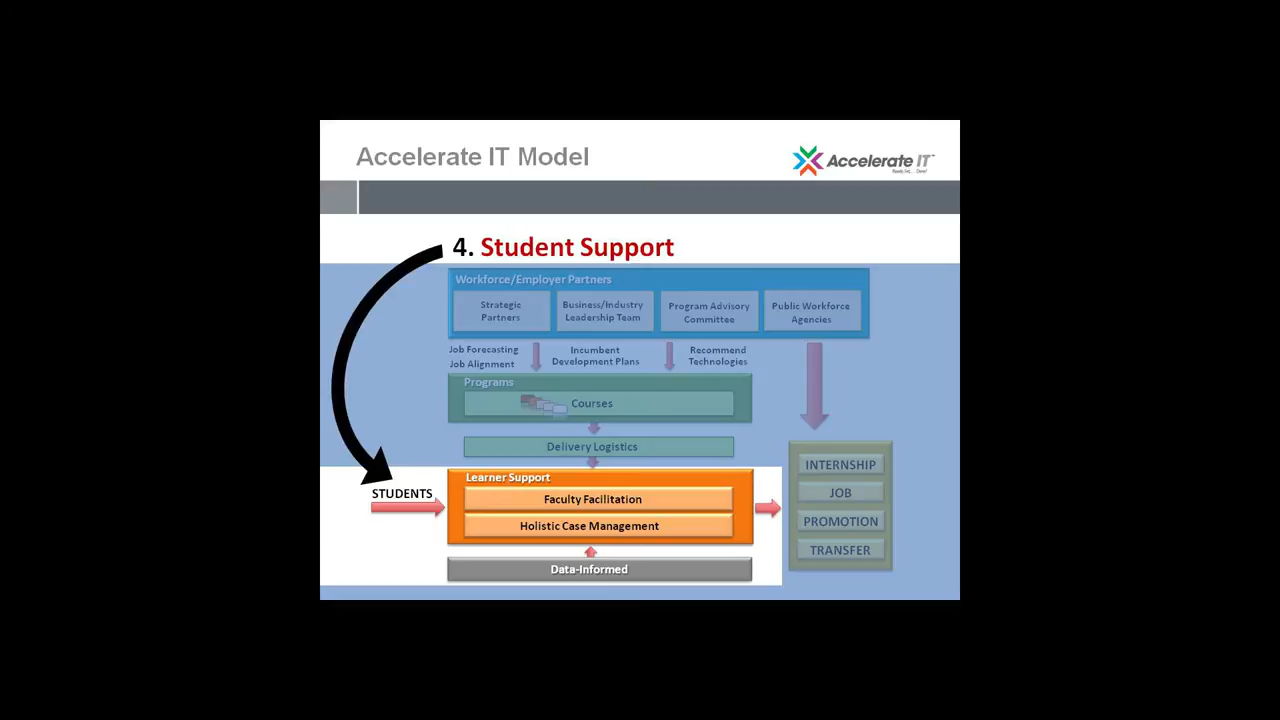 Accelerate IT Model
Accelerate IT™
4. Student Support
Workforce/Employer Partners
Strategic
Partners
Business/Industry
Leadership Team
Program Advisory
Committee
Public Workforce
Agencies
Job Forecasting
Job Alignment
Incumbent
Development Plans
Recommend
Technologies
Programs
Courses
Delivery Logistics
Learner Support
STUDENTS
Faculty Facilitation
Holistic Case Management
Data-Informed
INTERNSHIP
JOB
PROMOTION
TRANSFER